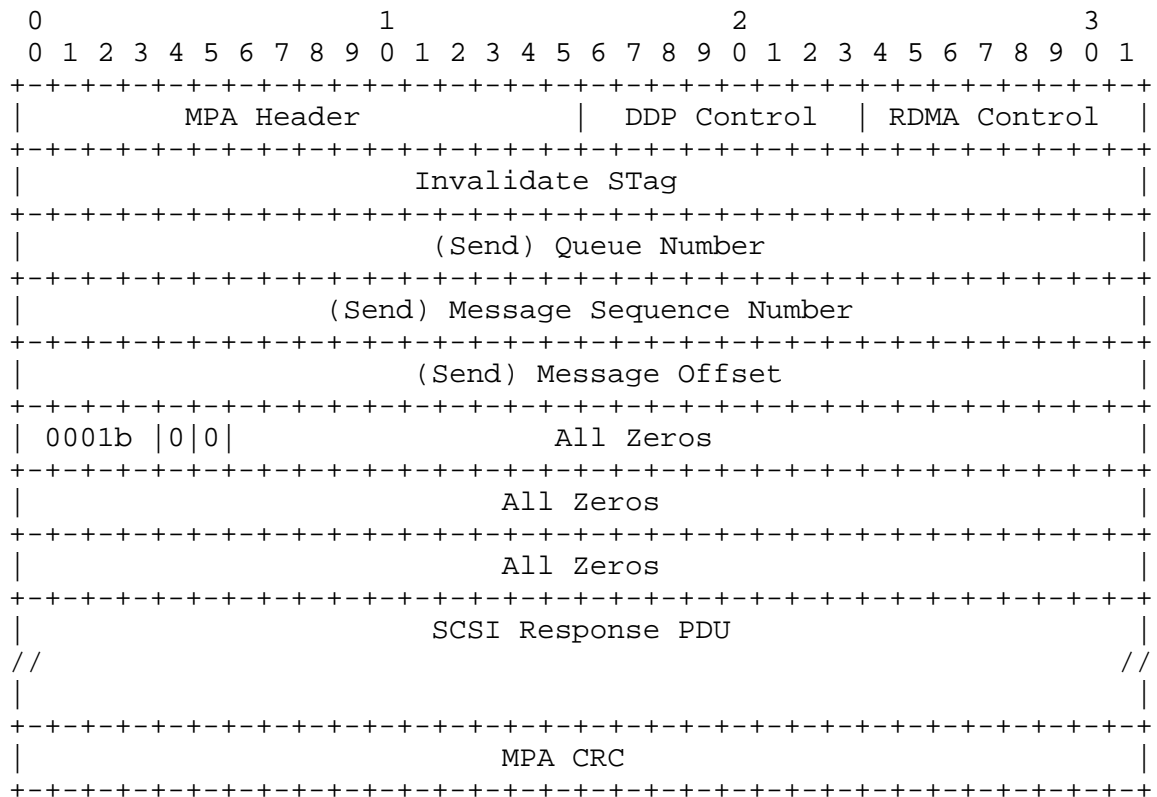 0                   1                   2                   3
 0 1 2 3 4 5 6 7 8 9 0 1 2 3 4 5 6 7 8 9 0 1 2 3 4 5 6 7 8 9 0 1
+-+-+-+-+-+-+-+-+-+-+-+-+-+-+-+-+-+-+-+-+-+-+-+-+-+-+-+-+-+-+-+-+
|         MPA Header            |  DDP Control  | RDMA Control  |
+-+-+-+-+-+-+-+-+-+-+-+-+-+-+-+-+-+-+-+-+-+-+-+-+-+-+-+-+-+-+-+-+
|                      Invalidate STag                          |
+-+-+-+-+-+-+-+-+-+-+-+-+-+-+-+-+-+-+-+-+-+-+-+-+-+-+-+-+-+-+-+-+
|                       (Send) Queue Number                     |
+-+-+-+-+-+-+-+-+-+-+-+-+-+-+-+-+-+-+-+-+-+-+-+-+-+-+-+-+-+-+-+-+
|                 (Send) Message Sequence Number                |
+-+-+-+-+-+-+-+-+-+-+-+-+-+-+-+-+-+-+-+-+-+-+-+-+-+-+-+-+-+-+-+-+
|                      (Send) Message Offset                    |
+-+-+-+-+-+-+-+-+-+-+-+-+-+-+-+-+-+-+-+-+-+-+-+-+-+-+-+-+-+-+-+-+
| 0001b |0|0|                  All Zeros                        |
+-+-+-+-+-+-+-+-+-+-+-+-+-+-+-+-+-+-+-+-+-+-+-+-+-+-+-+-+-+-+-+-+
|                           All Zeros                           |
+-+-+-+-+-+-+-+-+-+-+-+-+-+-+-+-+-+-+-+-+-+-+-+-+-+-+-+-+-+-+-+-+
|                           All Zeros                           |
+-+-+-+-+-+-+-+-+-+-+-+-+-+-+-+-+-+-+-+-+-+-+-+-+-+-+-+-+-+-+-+-+
|                       SCSI Response PDU                       |
//                                                             //
|                                                               |
+-+-+-+-+-+-+-+-+-+-+-+-+-+-+-+-+-+-+-+-+-+-+-+-+-+-+-+-+-+-+-+-+
|                           MPA CRC                             |
+-+-+-+-+-+-+-+-+-+-+-+-+-+-+-+-+-+-+-+-+-+-+-+-+-+-+-+-+-+-+-+-+